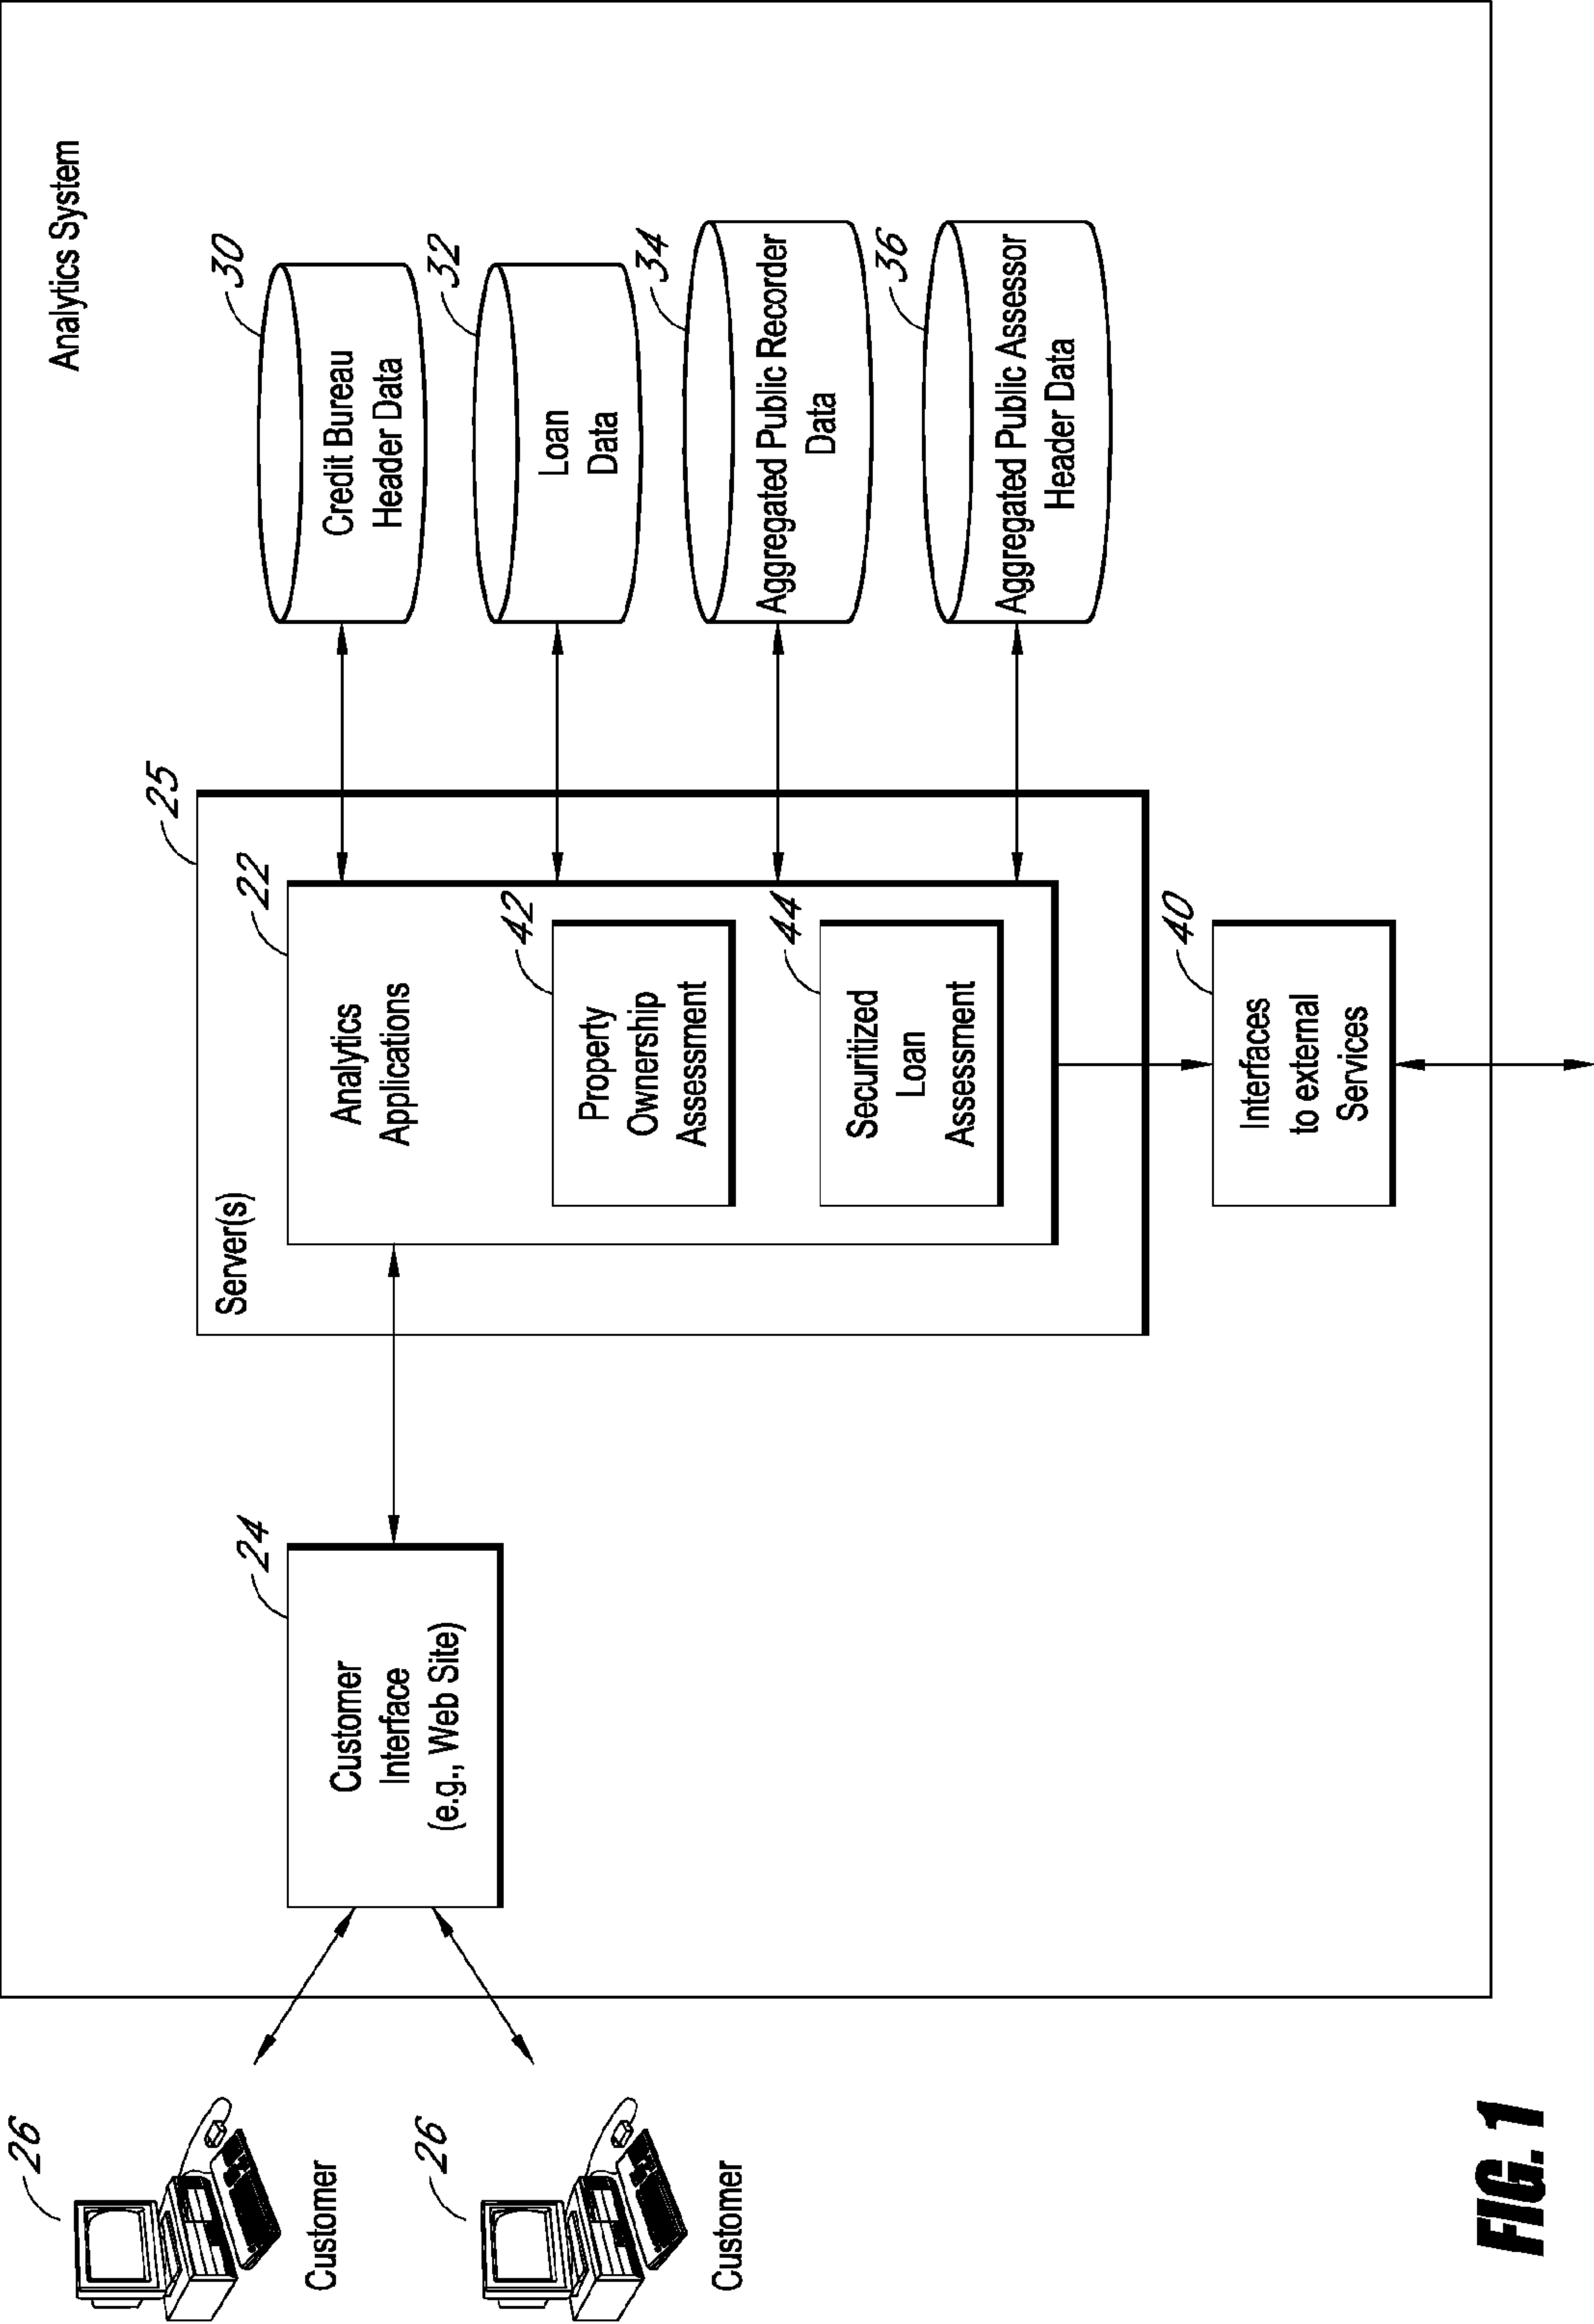 Analytics System
26
Customer
26
Customer
24
Customer
Interface
(e.g., Web Site)
25
Server(s)
22
Analytics
Applications
42
Property
Ownership
Assessment
44
Securitized
Loan
Assessment
40
Interfaces
to external
Services
30
Credit Bureau
Header Data
32
Loan
Data
34
Aggregated Public Recorder
Data
36
Aggregated Public Assessor
Header Data
FIG. 1